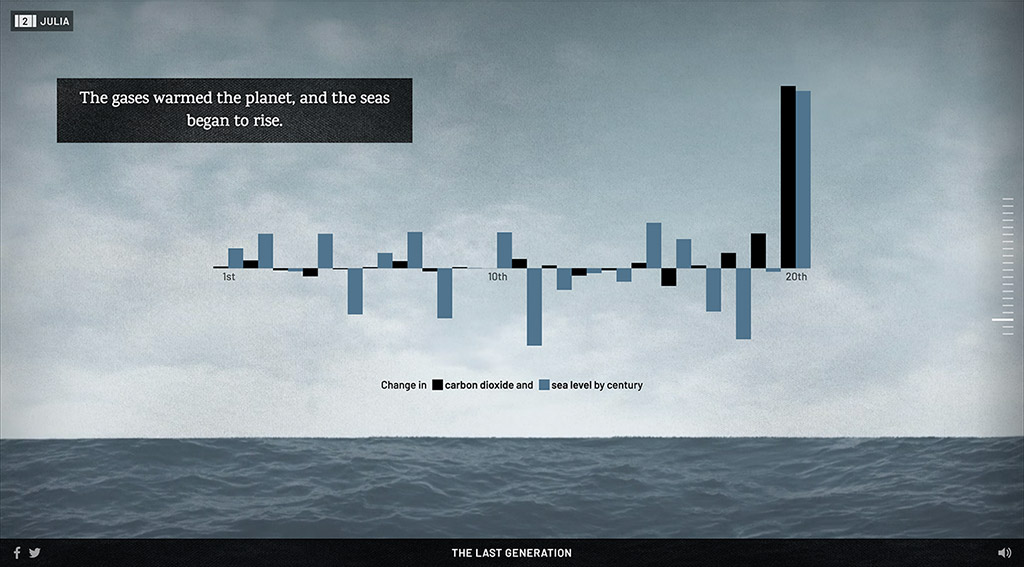 2 JULIA
The gases warmed the planet, and the seas
began to rise.
1st
10th
20th
Change in carbon dioxide and sea level by century
THE LAST GENERATION